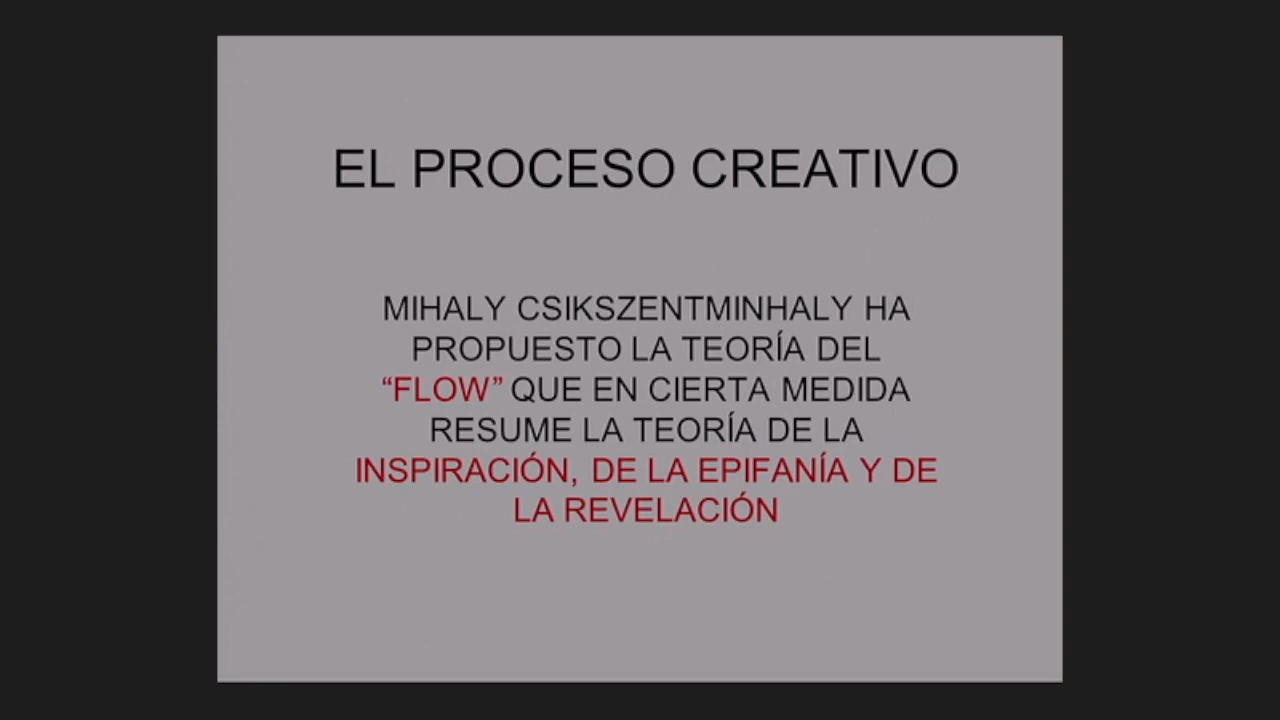 EL PROCESO CREATIVO
MIHALY CSIKSZENTMINHALY HA
PROPUESTO LA TEORÍA DEL
“FLOW” QUE EN CIERTA MEDIDA
RESUME LA TEORÍA DE LA
INSPIRACIÓN, DE LA EPIFANÍA Y DE
LA REVELACIÓN